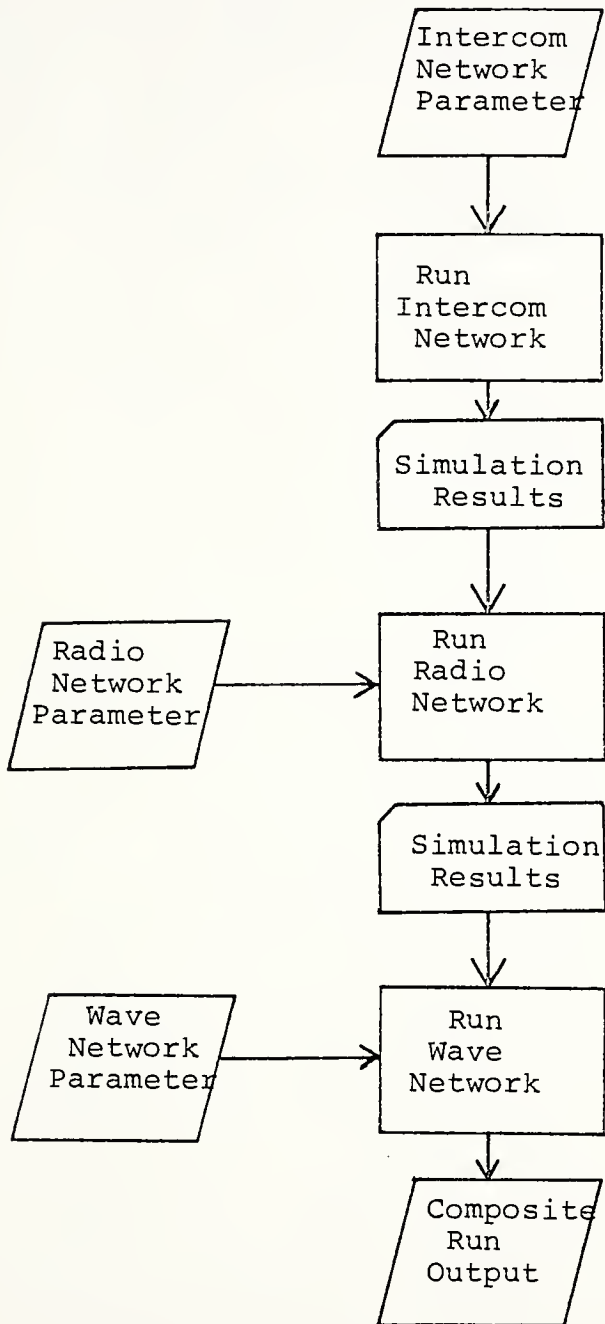 Intercom
Network
Parameter
Run
Intercom
Network
Simulation
Results
Radio
Network
Parameter
Run
Radio
Network
Simulation
Results
Wave
Network
Parameter
Run
Wave
Network
Composite
Run
Output